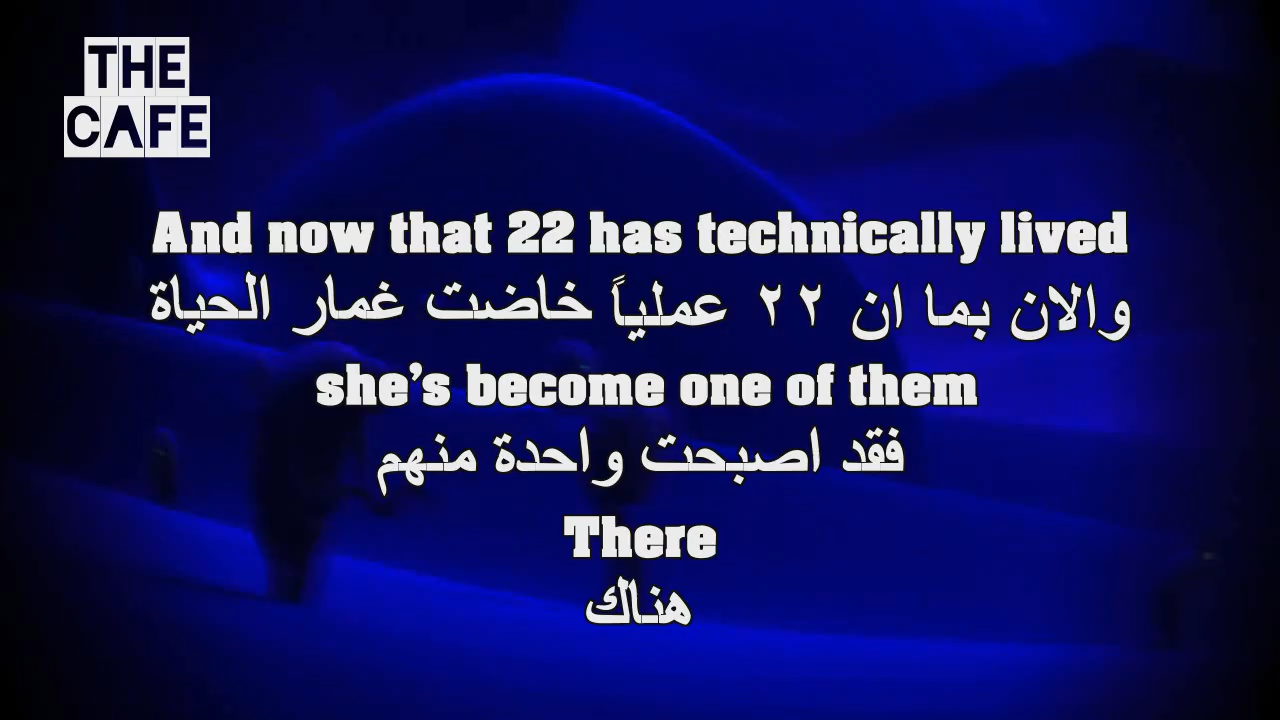 THE
CAFE
And now that 22 has technically lived
والان بما ان ٢٢ عملياً خاضت غمار الحياة
she's become one of them
فقد اصبحت واحدة منهم
There
هناك